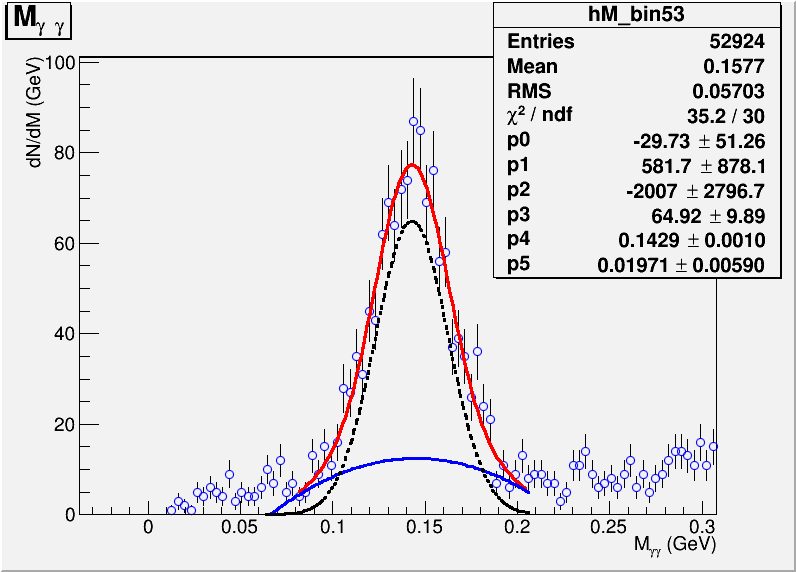 Mγ γ
hM_bin53
Entries 52924
Mean 0.1577
RMS 0.05703
χ² / ndf 35.2 / 30
p0 -29.73 ± 51.26
p1 581.7 ± 878.1
p2 -2007 ± 2796.7
p3 64.92 ± 9.89
p4 0.1429 ± 0.0010
p5 0.01971 ± 0.00590
dN/dM (GeV)
100
80
60
40
20
0
0 0.05 0.1 0.15 0.2 0.25 0.3
Mγγ (GeV)